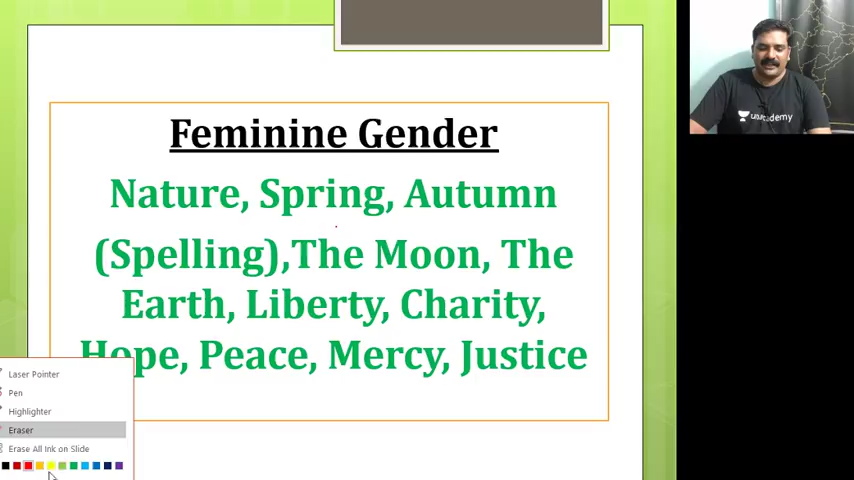 Feminine Gender
Nature, Spring, Autumn
(Spelling),The Moon, The
Earth, Liberty, Charity,
Hope, Peace, Mercy, Justice
Laser Pointer
Pen
Highlighter
Eraser
Erase All Ink on Slide
unacademy